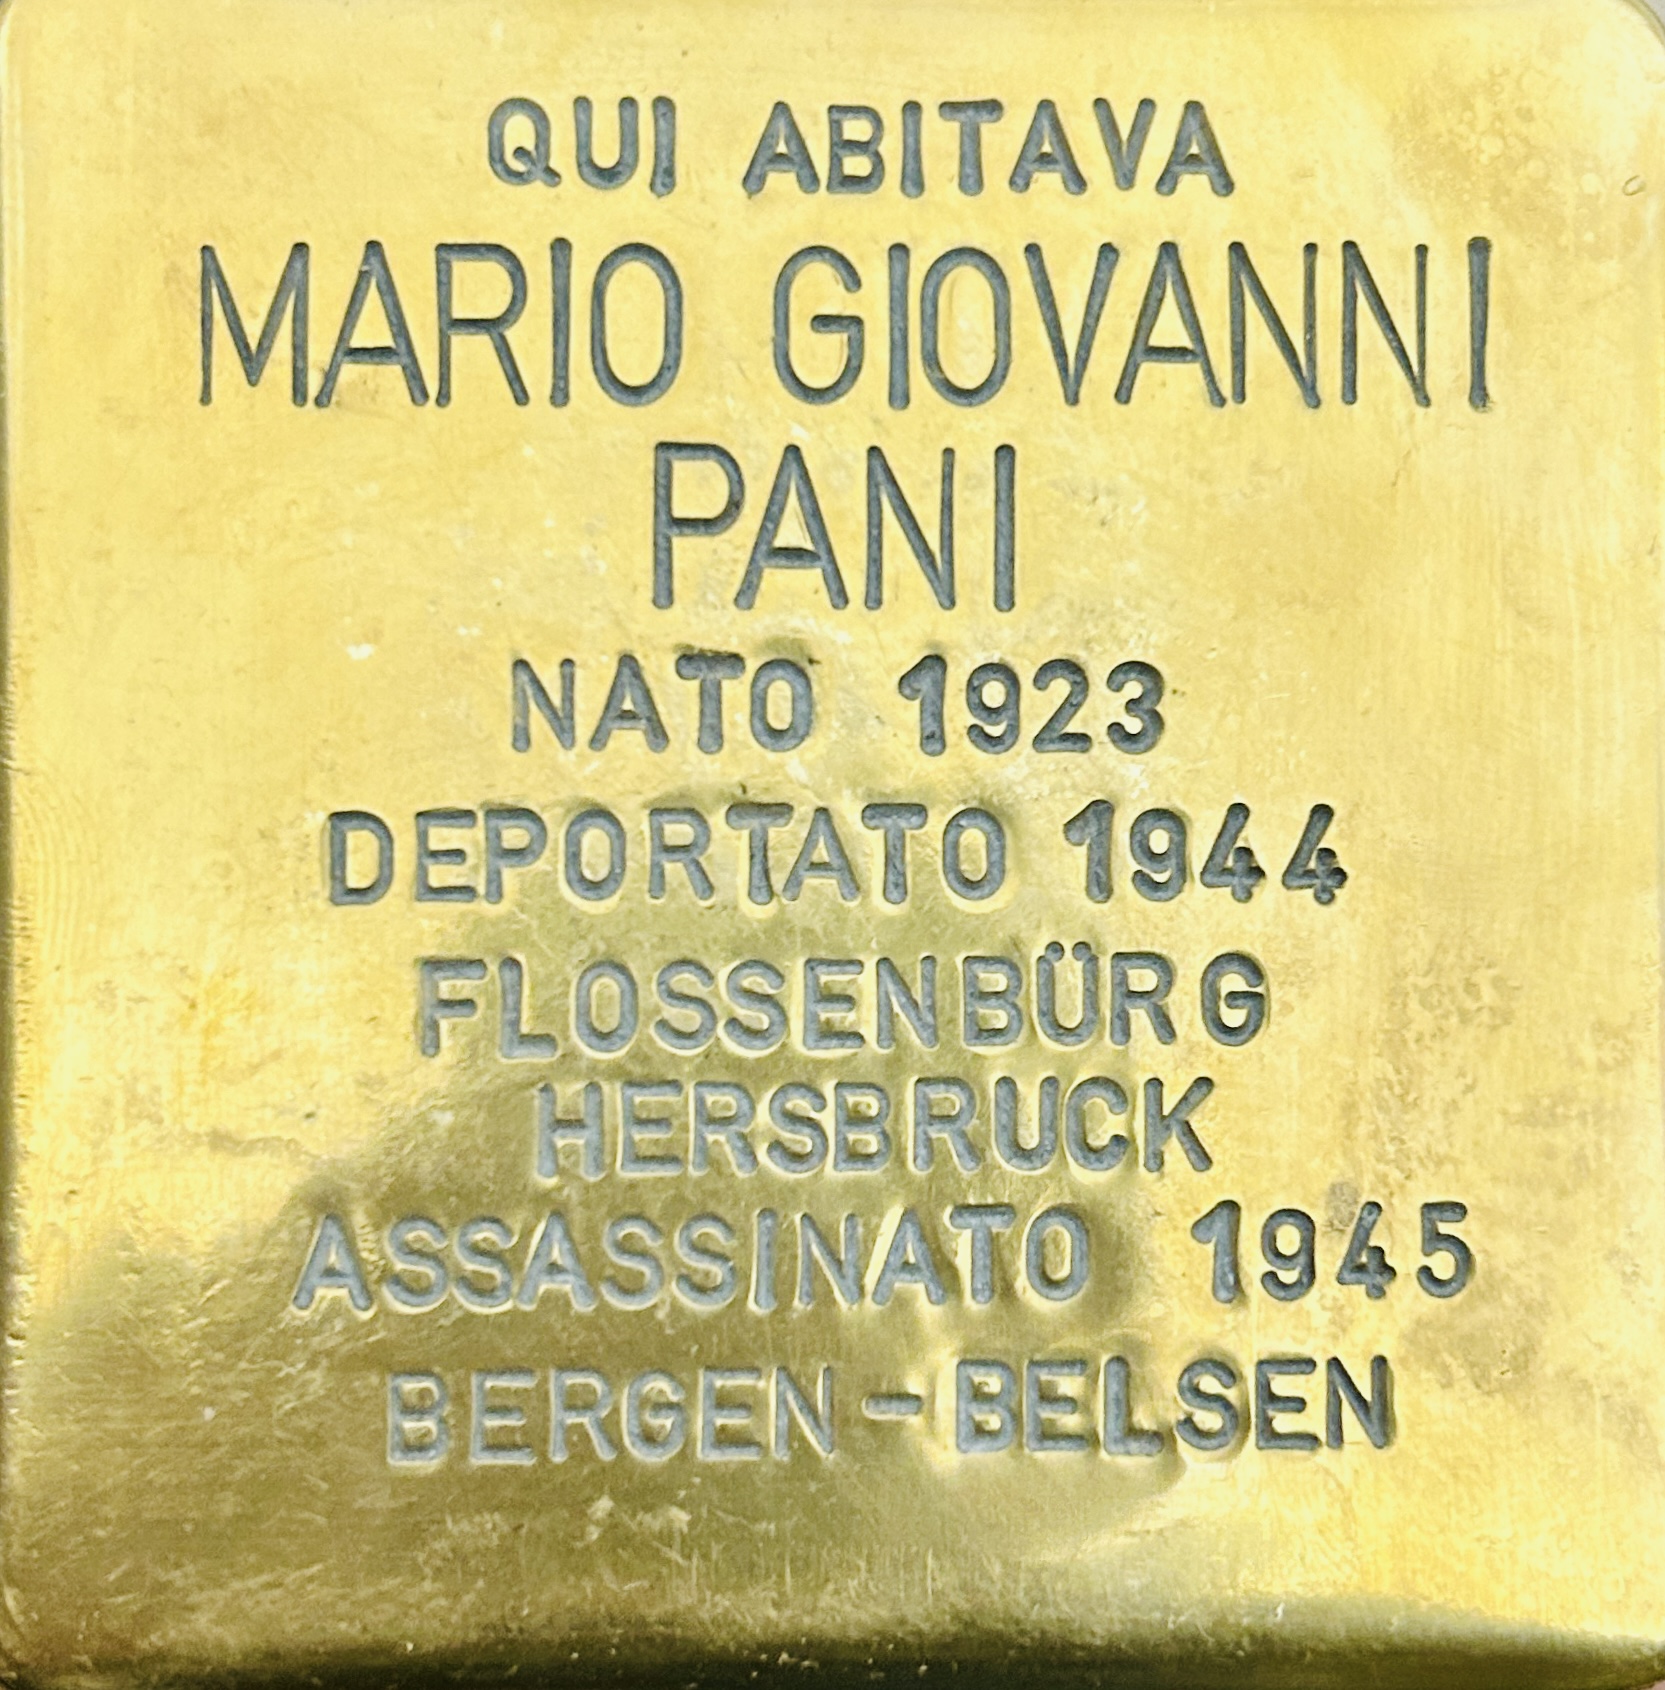 QUI ABITAVA
MARIO GIOVANNI
PANI
NATO 1923
DEPORTATO 1944
FLOSSENBÜRG
HERSBRUCK
ASSASSINATO 1945
BERGEN-BELSEN